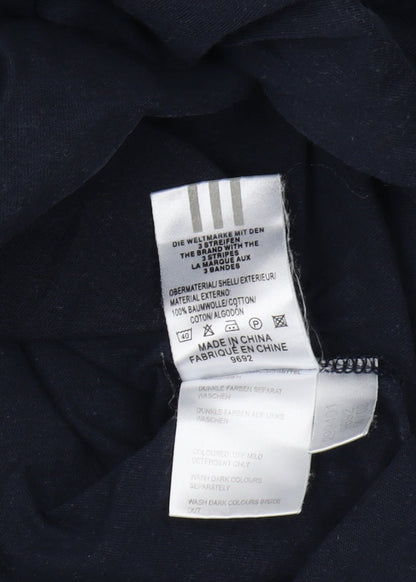 DIE WELTMARKE MIT DEN
3 STREIFEN
THE BRAND WITH THE
3 STRIPES
LA MARQUE AUX
3 BANDES
OBERMATERIAL/SHELL/EXTERIEUR/
MATERIAL EXTERNO:
100% BAUMWOLLE/COTTON/
COTON/ALGODÓN
40
P
MADE IN CHINA
FABRIQUÉ EN CHINE
9692
DUNKLE FARBEN SEPARAT
WASCHEN
DUNKLE FARBEN AUF LINKS
WASCHEN
COLOURED: USE MILD
DETERGENT ONLY
WASH DARK COLOURS
SEPARATELY
WASH DARK COLOURS INSIDE